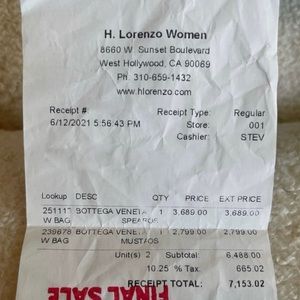 H. Lorenzo Women
8660 W. Sunset Boulevard
West Hollywood, CA 90069
Ph. 310-659-1432
www.hlorenzo.com
Receipt #: Receipt Type: Regular
6/12/2021 5:56:43 PM Store: 001
Cashier: STEV
Lookup DESC QTY PRICE EXT PRICE
BOTTEGA VENETA 1 3,689.00 3,689.00
W BAG
239678 BOTTEGA VENETA 1 2,799.00 2,799.00
W BAG
Unit(s) 2 Subtotal: 6,488.00
10.25 % Tax: 665.02
RECEIPT TOTAL: 7,153.02
FINAL SALE